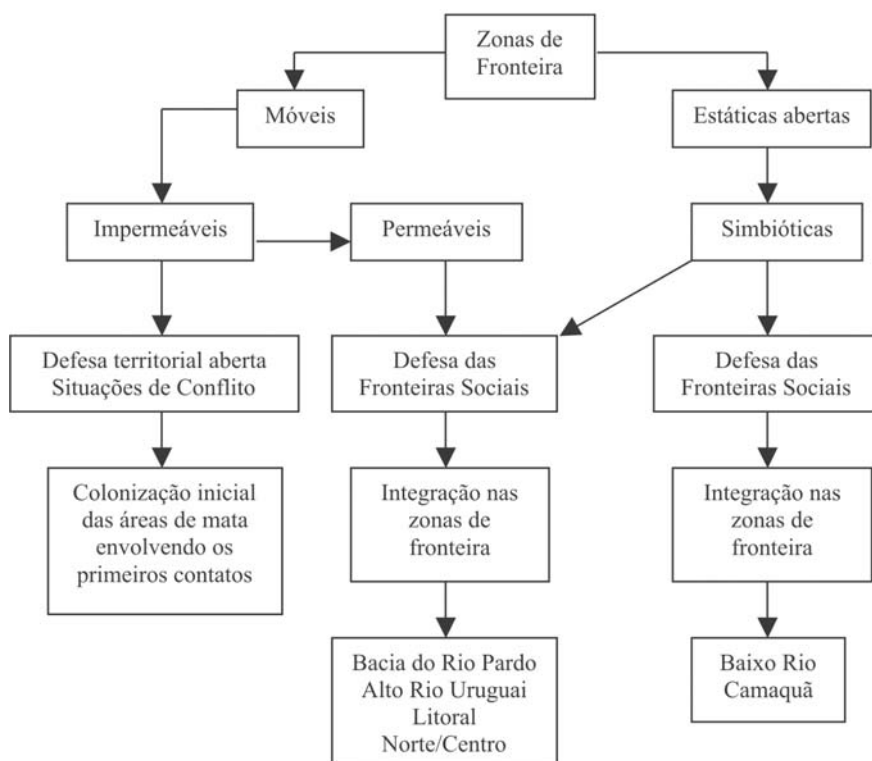 Zonas de
Fronteira
Móveis
Estáticas abertas
Impermeáveis
Permeáveis
Simbióticas
Defesa territorial aberta
Situações de Conflito
Defesa das
Fronteiras Sociais
Defesa das
Fronteiras Sociais
Colonização inicial
das áreas de mata
envolvendo os
primeiros contatos
Integração nas
zonas de
fronteira
Integração nas
zonas de
fronteira
Bacia do Rio Pardo
Alto Rio Uruguai
Litoral
Norte/Centro
Baixo Rio
Camaquã